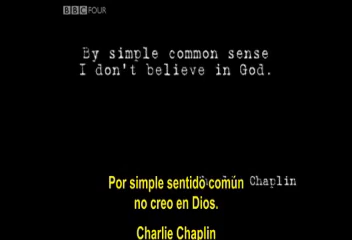 BBC FOUR
By simple common sense
I don't believe in God.
Chaplin
Por simple sentido común
no creo en Dios.
Charlie Chaplin